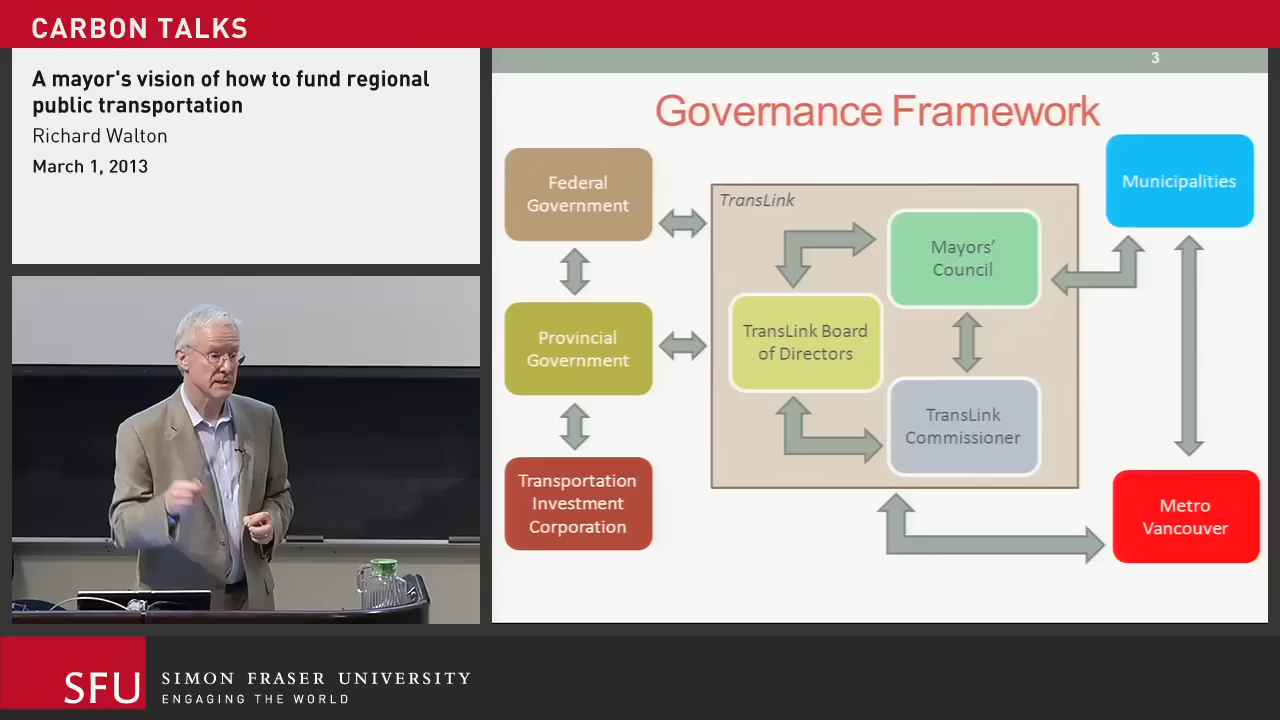 CARBON TALKS
A mayor's vision of how to fund regional
public transportation
Richard Walton
March 1, 2013
3
Governance Framework
Federal
Government
Provincial
Government
Transportation
Investment
Corporation
TransLink
Mayors'
Council
TransLink Board
of Directors
TransLink
Commissioner
Municipalities
Metro
Vancouver
SFU
SIMON FRASER UNIVERSITY
ENGAGING THE WORLD